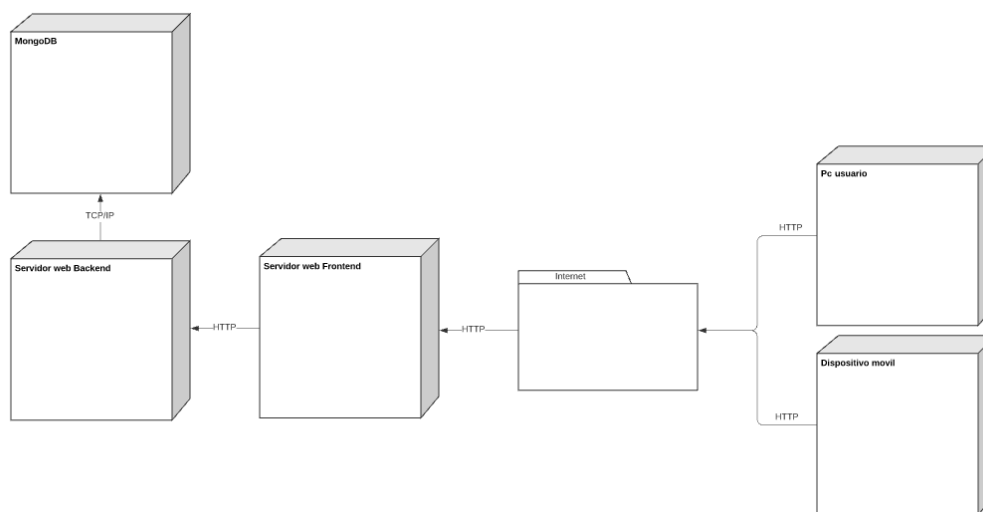 MongoDB
Pc usuario
TCP/IP
HTTP
Servidor web Backend
Servidor web Frontend
Internet
HTTP
HTTP
Dispositivo movil
HTTP